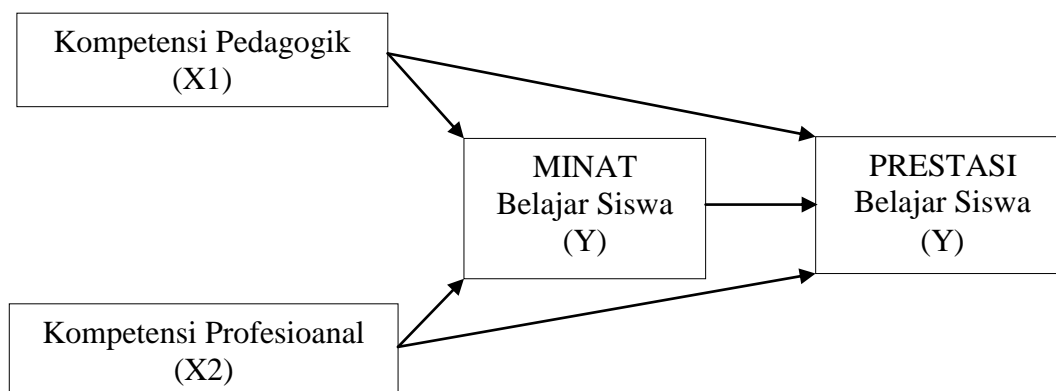 Kompetensi Pedagogik
(X1)
MINAT
Belajar Siswa
(Y)
PRESTASI
Belajar Siswa
(Y)
Kompetensi Profesioanal
(X2)